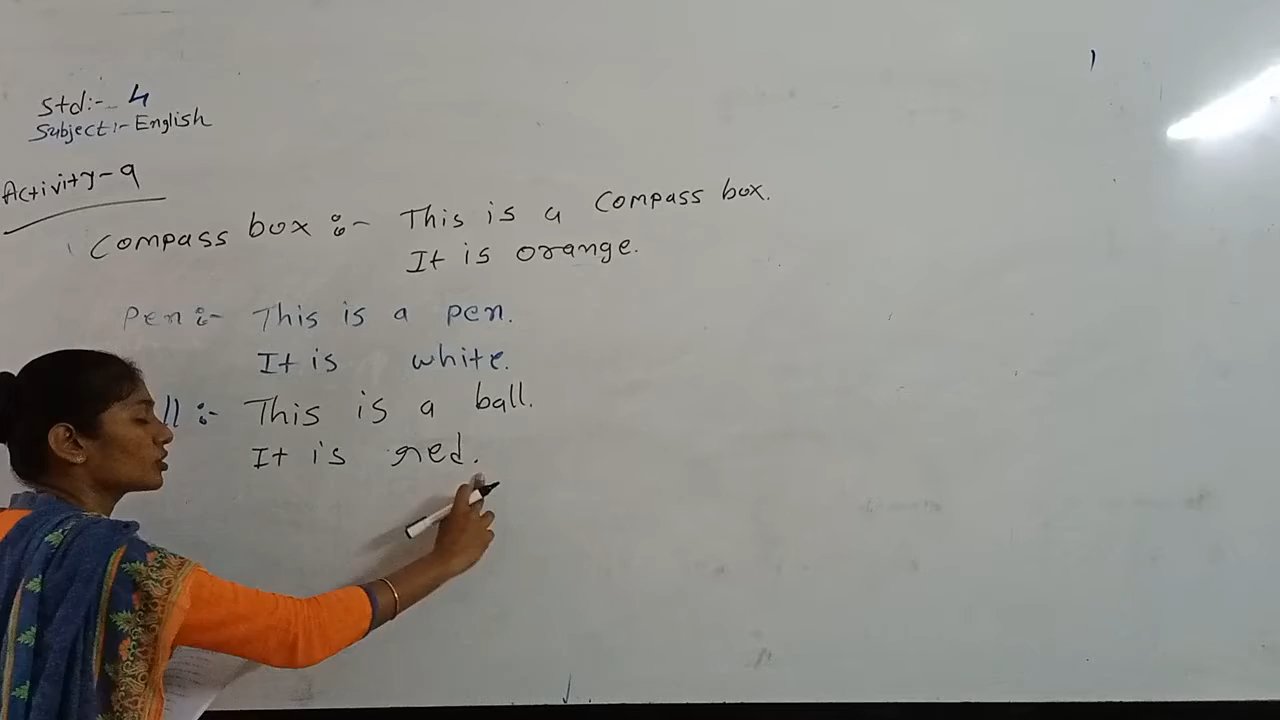 Std:- 4
Subject:- English
Activity-9
Compass box :- This is a Compass box.
It is orange.
Pen :- This is a pen.
It is white.
ll :- This is a ball.
It is red.